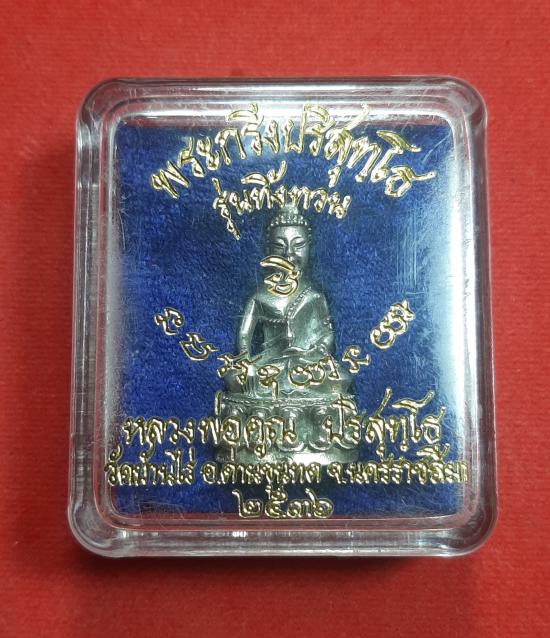 พระกริ่งปริสุทฺโธ
รุ่นทิ้งทวน
หลวงพ่อคูณ ปริสุทฺโธ
วัดบ้านไร่ อ.ด่านขุนทด จ.นครราชสีมา
๒๕๓๖